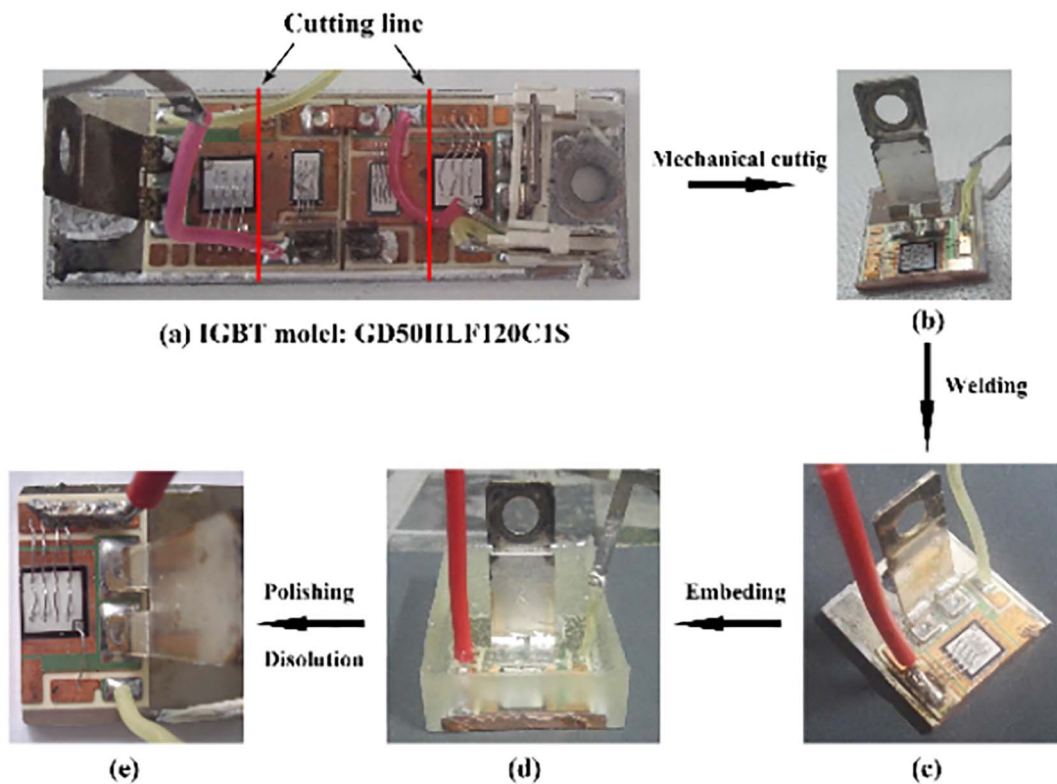 Cutting line
Mechanical cuttig
(a) IGBT molel: GD50HLF120C1S
(b)
Welding
Polishing
Disolution
Embeding
(e)
(d)
(c)